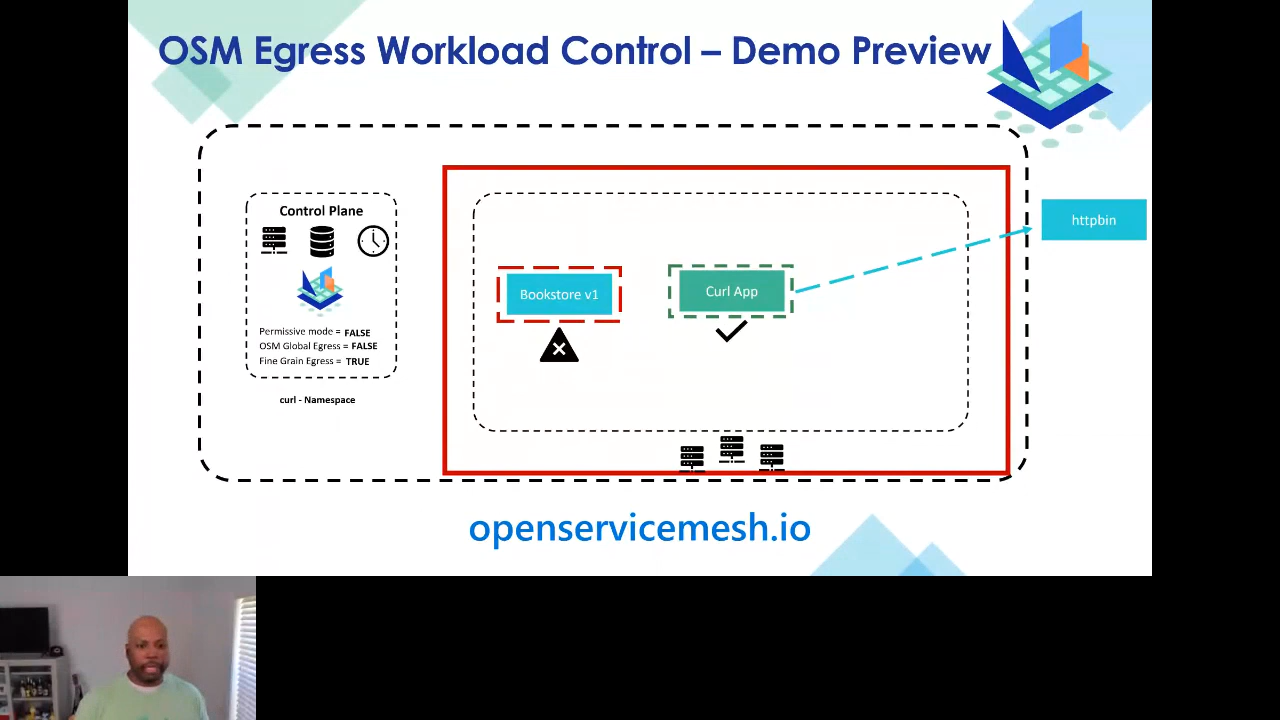 OSM Egress Workload Control – Demo Preview
Control Plane
Permissive mode = FALSE
OSM Global Egress = FALSE
Fine Grain Egress = TRUE
curl - Namespace
Bookstore v1
Curl App
httpbin
openservicemesh.io